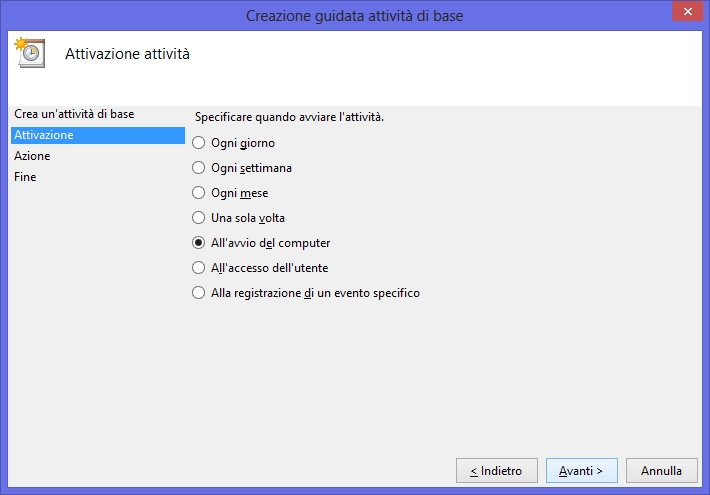 Creazione guidata attività di base
Attivazione attività
Crea un'attività di base
Attivazione
Azione
Fine
Specificare quando avviare l'attività.
Ogni giorno
Ogni settimana
Ogni mese
Una sola volta
All'avvio del computer
All'accesso dell'utente
Alla registrazione di un evento specifico
< Indietro
Avanti >
Annulla